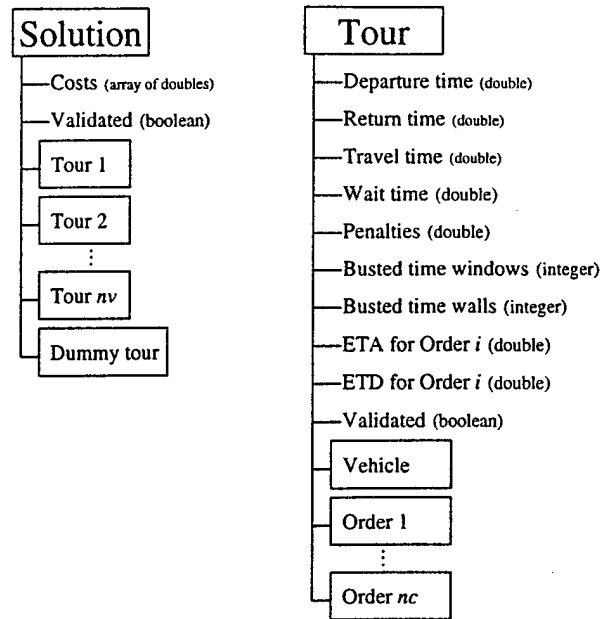 Solution
Costs (array of doubles)
Validated (boolean)
Tour 1
Tour 2
⋮
Tour nv
Dummy tour
Tour
Departure time (double)
Return time (double)
Travel time (double)
Wait time (double)
Penalties (double)
Busted time windows (integer)
Busted time walls (integer)
ETA for Order i (double)
ETD for Order i (double)
Validated (boolean)
Vehicle
Order 1
⋮
Order nc